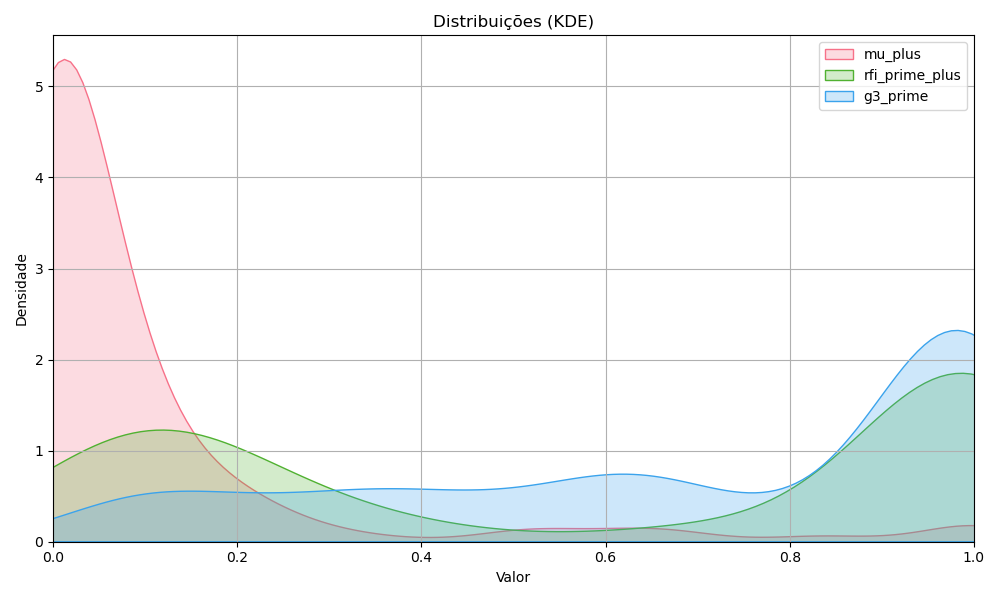 Distribuições (KDE)
mu_plus
rfi_prime_plus
g3_prime
Densidade
5
4
3
2
1
0
0.0 0.2 0.4 0.6 0.8 1.0
Valor